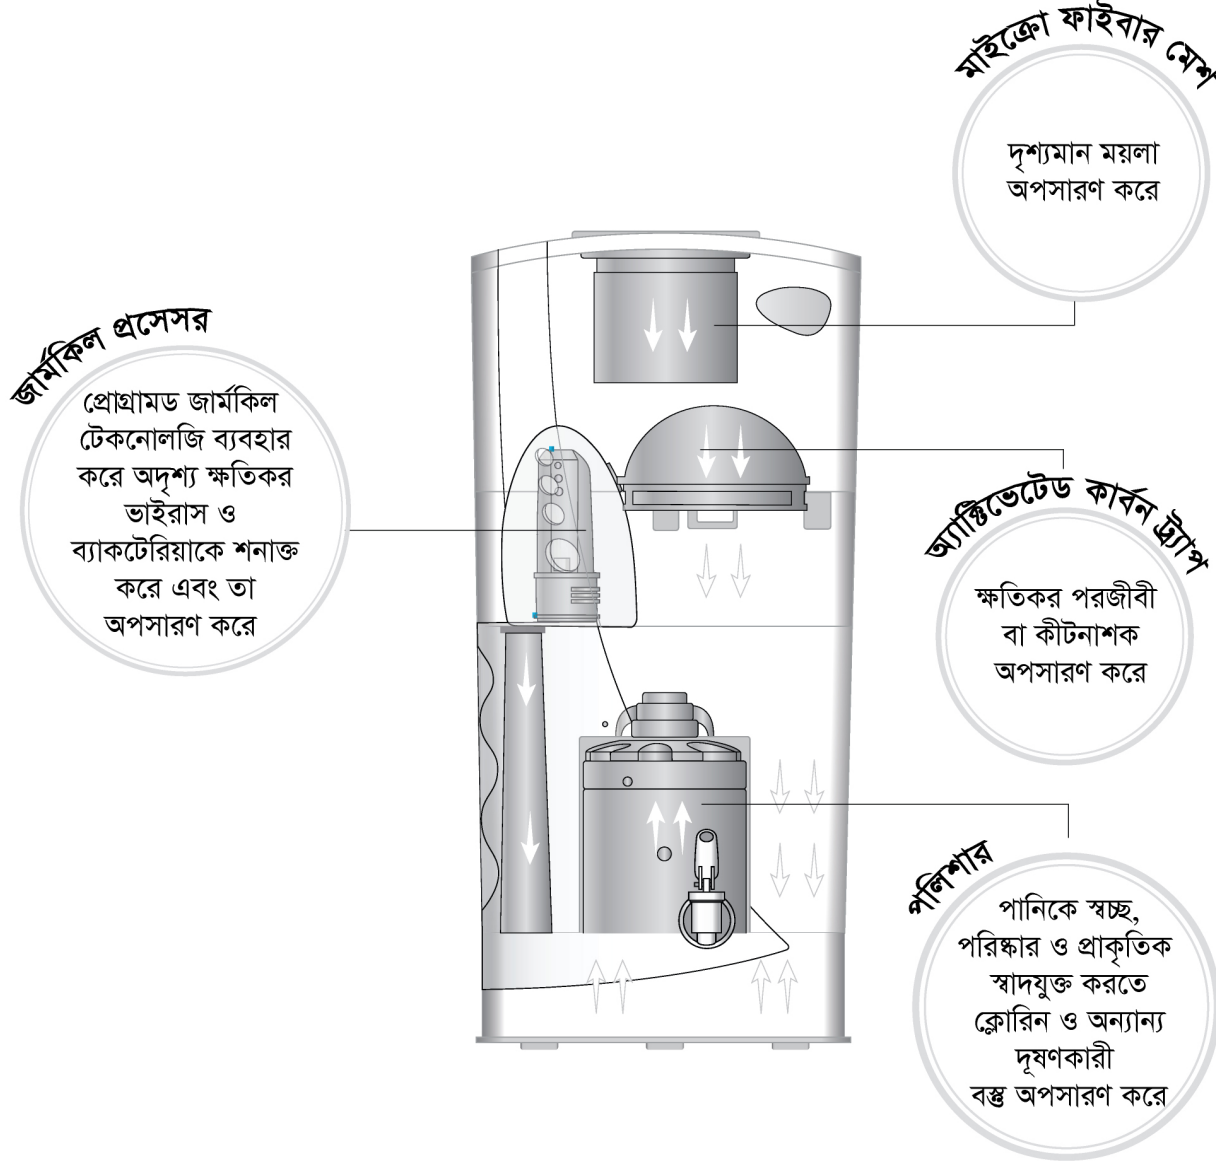 মাইক্রো ফাইবার মেশ
দৃশ্যমান ময়লা
অপসারণ করে
জার্মকিল প্রসেসর
প্রোগ্রামড জার্মকিল
টেকনোলজি ব্যবহার
করে অদৃশ্য ক্ষতিকর
ভাইরাস ও
ব্যাকটেরিয়াকে শনাক্ত
করে এবং তা
অপসারণ করে
অ্যাক্টিভেটেড কার্বন ট্র্যাপ
ক্ষতিকর পরজীবী
বা কীটনাশক
অপসারণ করে
পলিশার
পানিকে স্বচ্ছ,
পরিষ্কার ও প্রাকৃতিক
স্বাদযুক্ত করতে
ক্লোরিন ও অন্যান্য
দূষণকারী
বস্তু অপসারণ করে